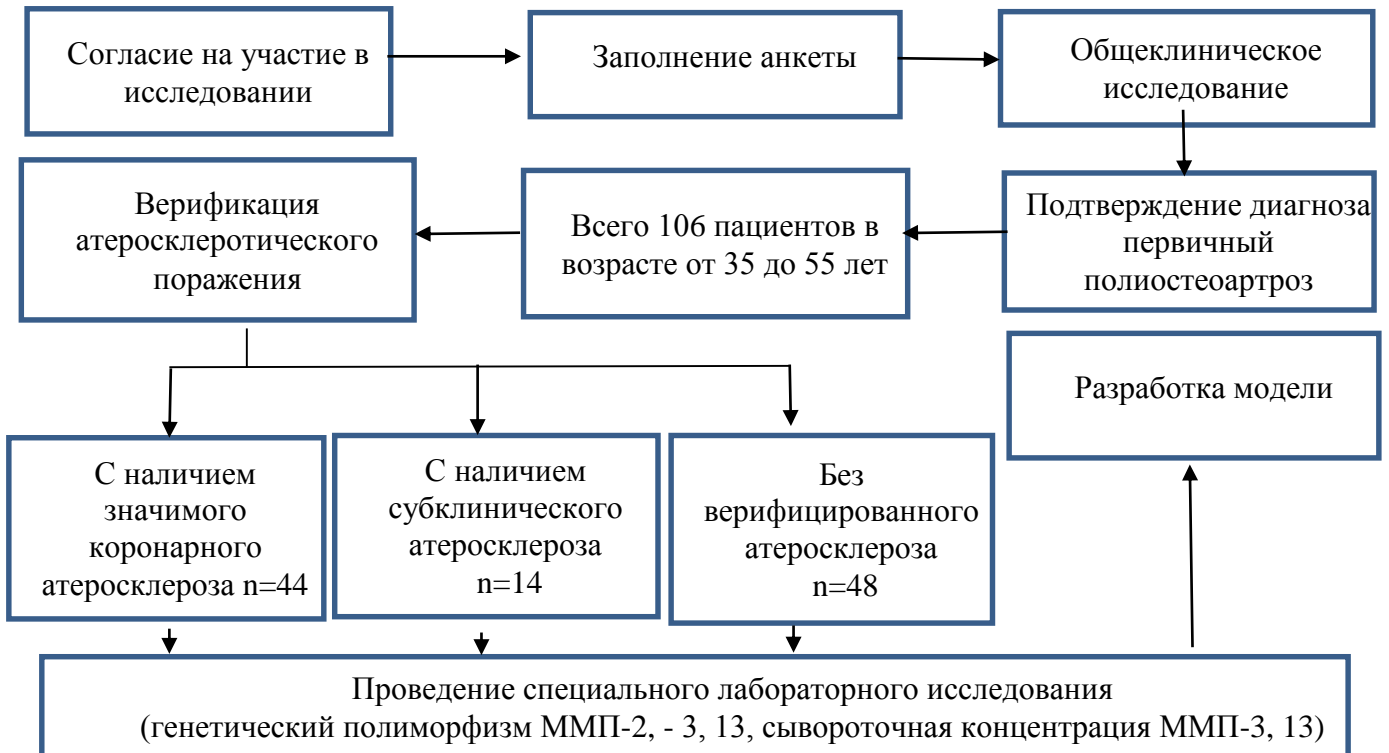 Согласие на участие в
исследовании
Заполнение анкеты
Общеклиническое
исследование
Подтверждение диагноза
первичный
полиостеоартроз
Всего 106 пациентов в
возрасте от 35 до 55 лет
Верификация
атеросклеротического
поражения
С наличием
значимого
коронарного
атеросклероза n=44
С наличием
субклинического
атеросклероза
n=14
Без
верифицированного
атеросклероза
n=48
Проведение специального лабораторного исследования
(генетический полиморфизм ММП-2, - 3, 13, сывороточная концентрация ММП-3, 13)
Разработка модели